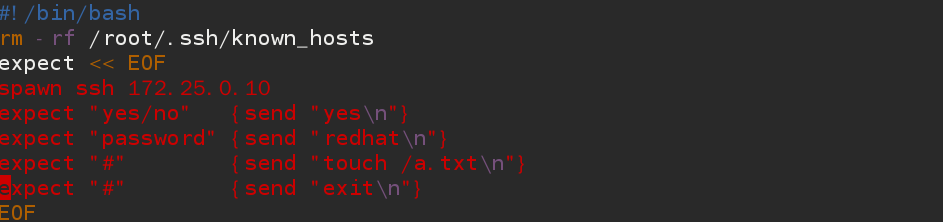 #!/bin/bash
rm -rf /root/.ssh/known_hosts
expect << EOF
spawn ssh 172.25.0.10
expect "yes/no"   {send "yes\n"}
expect "password" {send "redhat\n"}
expect "#"        {send "touch /a.txt\n"}
expect "#"        {send "exit\n"}
EOF